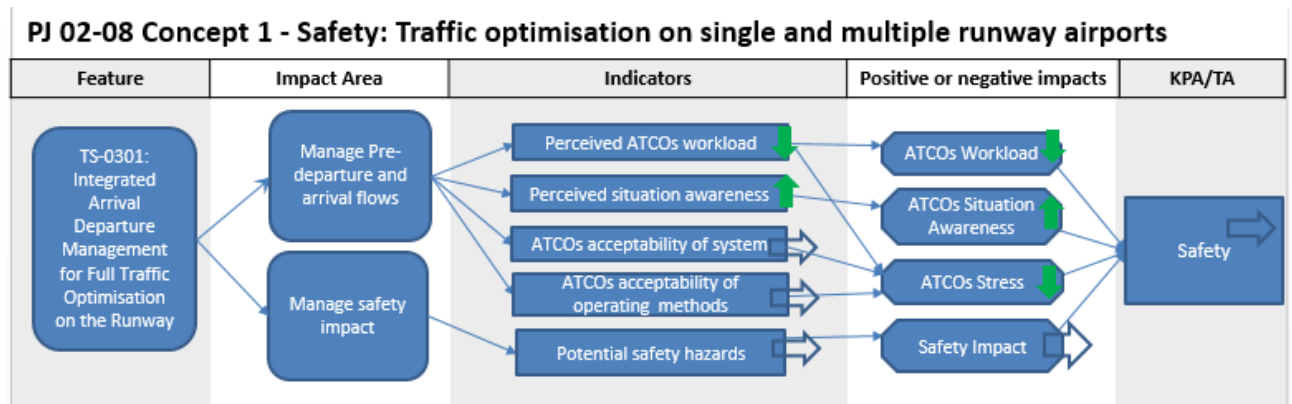 PJ 02-08 Concept 1 - Safety: Traffic optimisation on single and multiple runway airports
Feature
Impact Area
Indicators
Positive or negative impacts
KPA/TA
TS-0301:
Integrated
Arrival
Departure
Management
for Full Traffic
Optimisation
on the Runway
Manage Pre-
departure and
arrival flows
Manage safety
impact
Perceived ATCOs workload
Perceived situation awareness
ATCOs acceptability of system
ATCOs acceptability of
operating methods
Potential safety hazards
ATCOs Workload
ATCOs Situation
Awareness
ATCOs Stress
Safety Impact
Safety